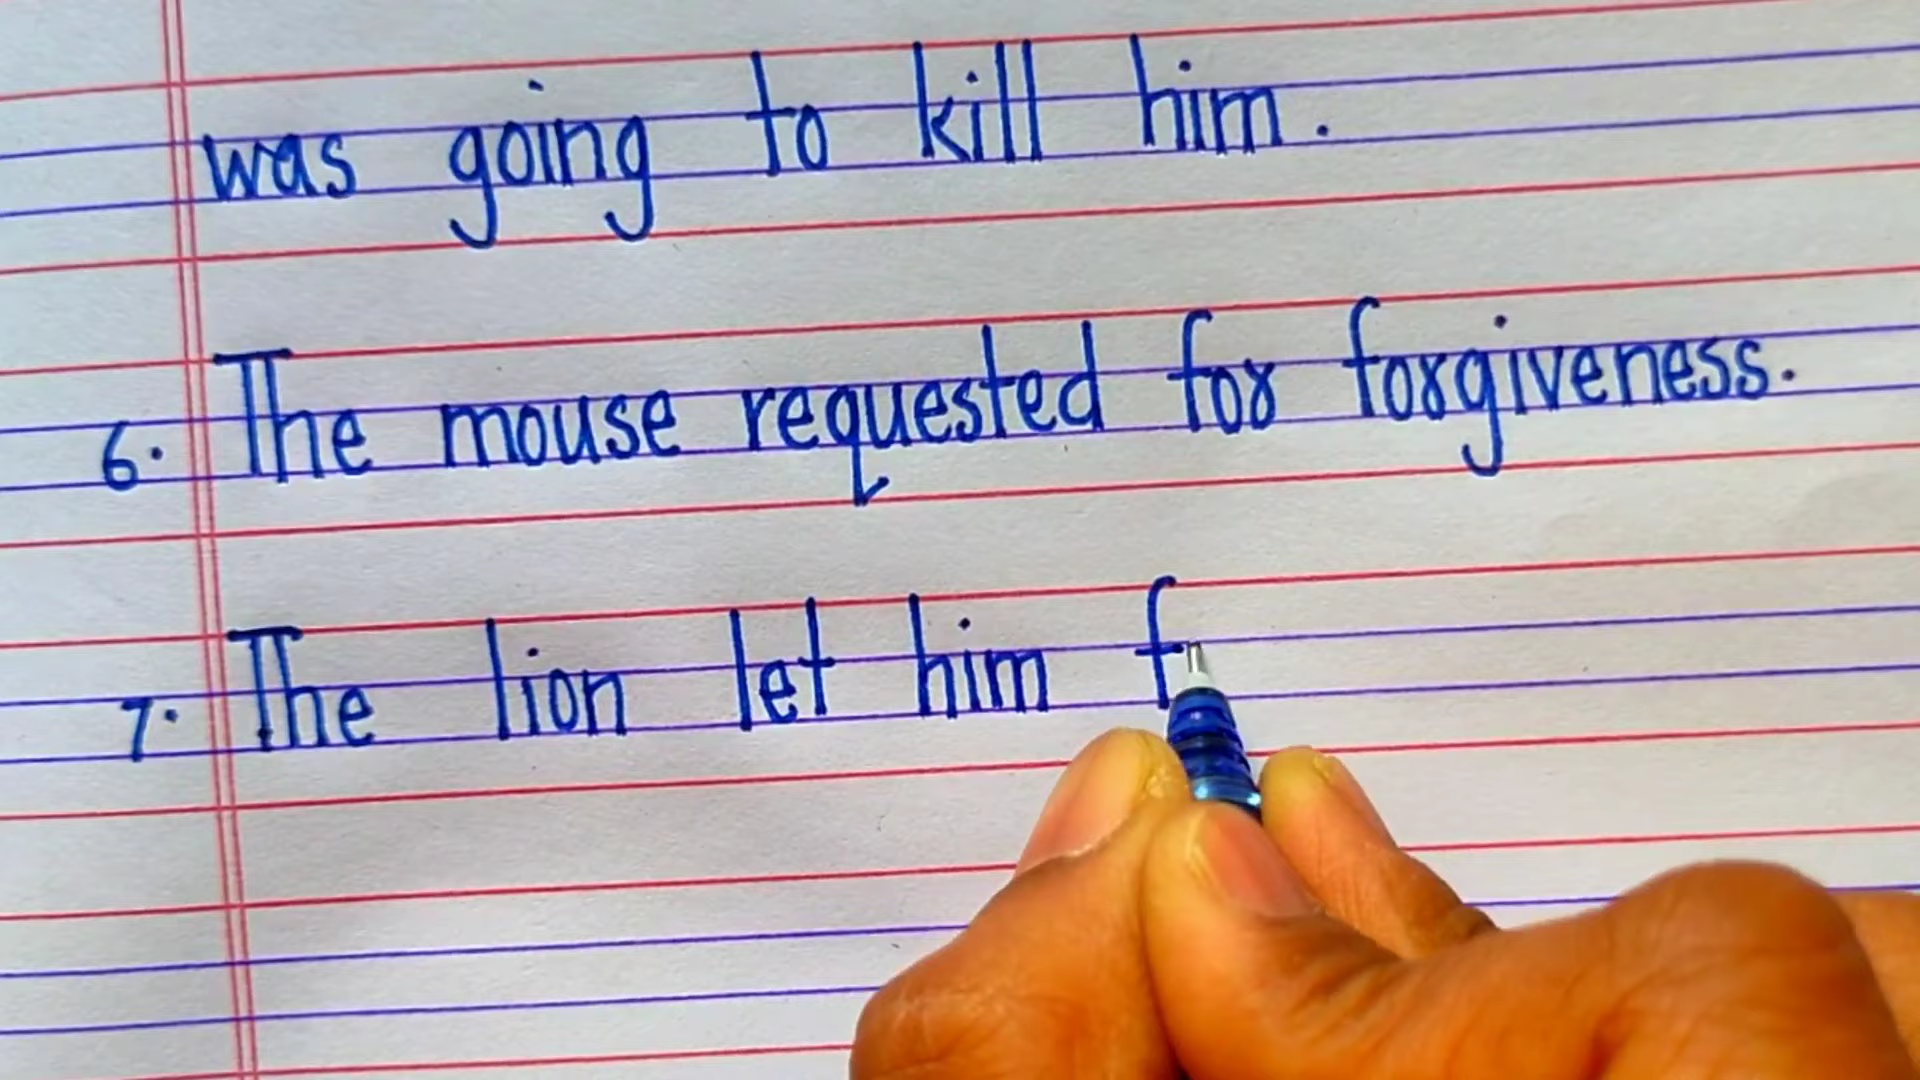 was going to kill him.
6. The mouse requested for forgiveness.
7. The lion let him f